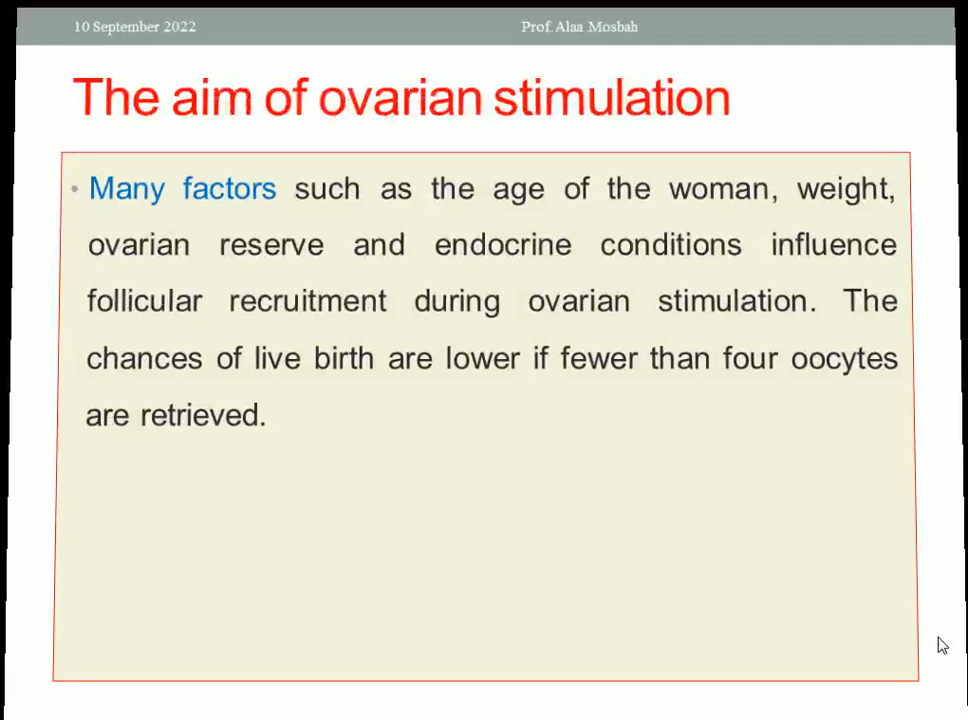 10 September 2022 Prof. Alaa Mosbah
The aim of ovarian stimulation
• Many factors such as the age of the woman, weight,
ovarian reserve and endocrine conditions influence
follicular recruitment during ovarian stimulation. The
chances of live birth are lower if fewer than four oocytes
are retrieved.